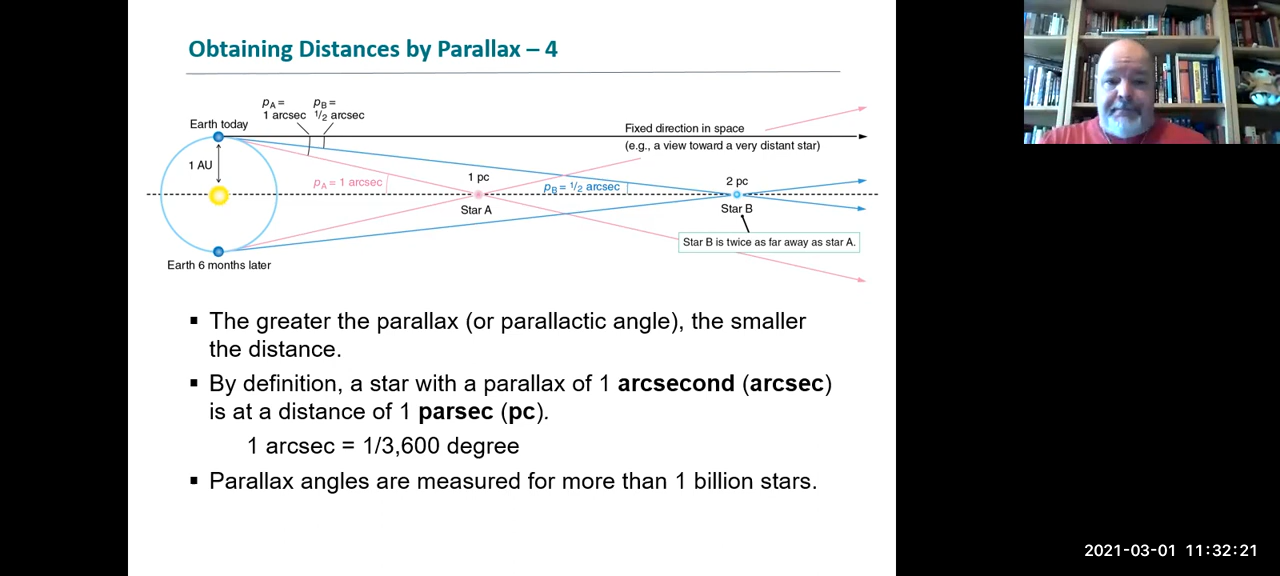 Obtaining Distances by Parallax – 4
pA = pB =
1 arcsec 1/2 arcsec
Earth today
Fixed direction in space
(e.g., a view toward a very distant star)
1 AU
1 pc
2 pc
pA = 1 arcsec
pB = 1/2 arcsec
Star A
Star B
Star B is twice as far away as star A.
Earth 6 months later
▪ The greater the parallax (or parallactic angle), the smaller
the distance.
▪ By definition, a star with a parallax of 1 arcsecond (arcsec)
is at a distance of 1 parsec (pc).
1 arcsec = 1/3,600 degree
▪ Parallax angles are measured for more than 1 billion stars.
2021-03-01 11:32:21